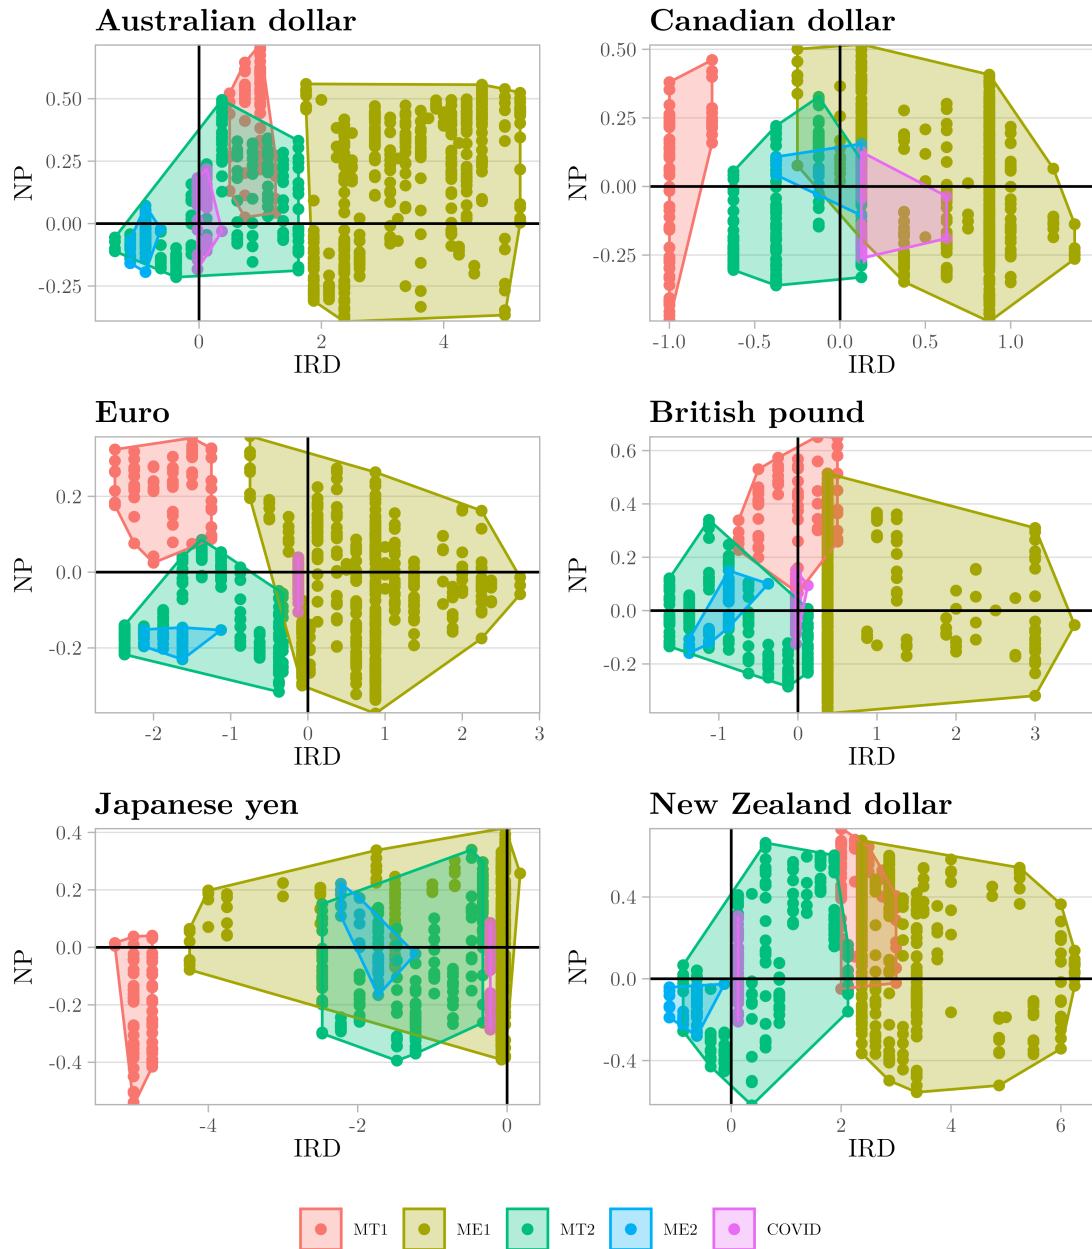 Australian dollar
Canadian dollar
NP
0.50
0.25
0.00
-0.25
0
2
4
IRD
NP
0.50
0.25
0.00
-0.25
-1.0
-0.5
0.0
0.5
1.0
IRD
Euro
British pound
NP
0.2
0.0
-0.2
-2
-1
0
1
2
3
IRD
NP
0.6
0.4
0.2
0.0
-0.2
-1
0
1
2
3
IRD
Japanese yen
New Zealand dollar
NP
0.4
0.2
0.0
-0.2
-0.4
-4
-2
0
IRD
NP
0.4
0.0
-0.4
0
2
4
6
IRD
MT1
ME1
MT2
ME2
COVID